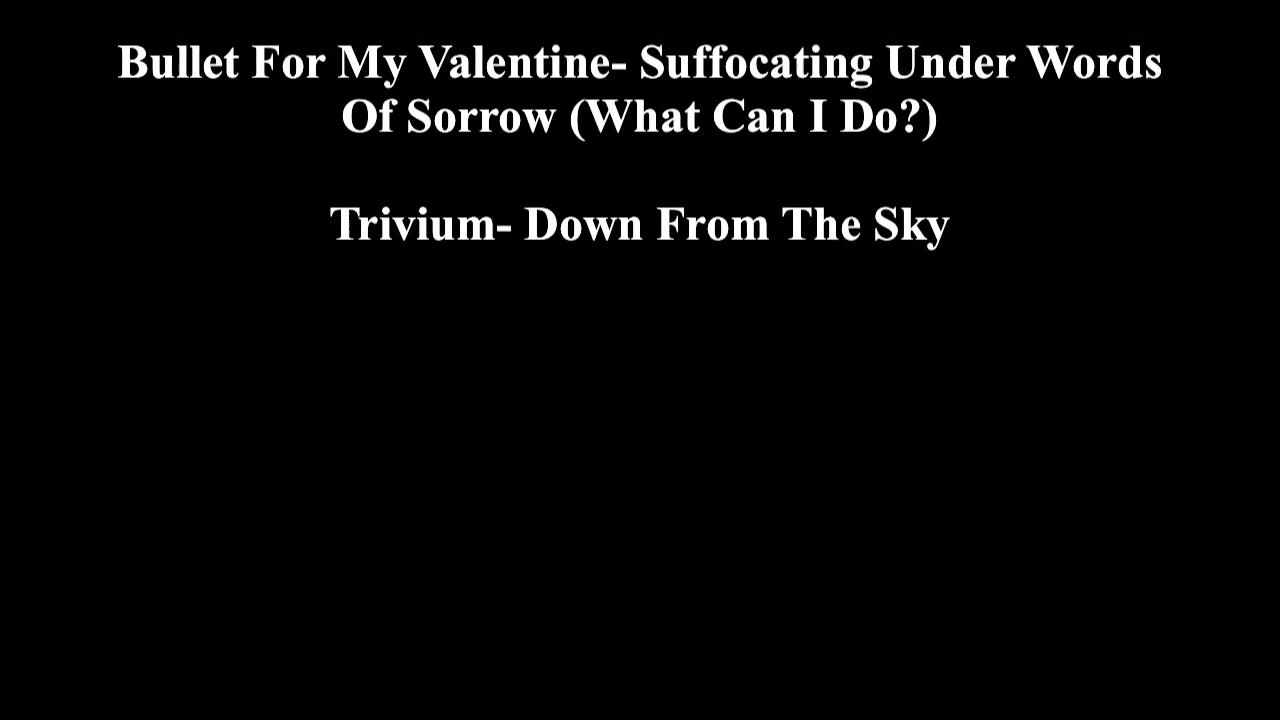 Bullet For My Valentine- Suffocating Under Words
Of Sorrow (What Can I Do?)
Trivium- Down From The Sky